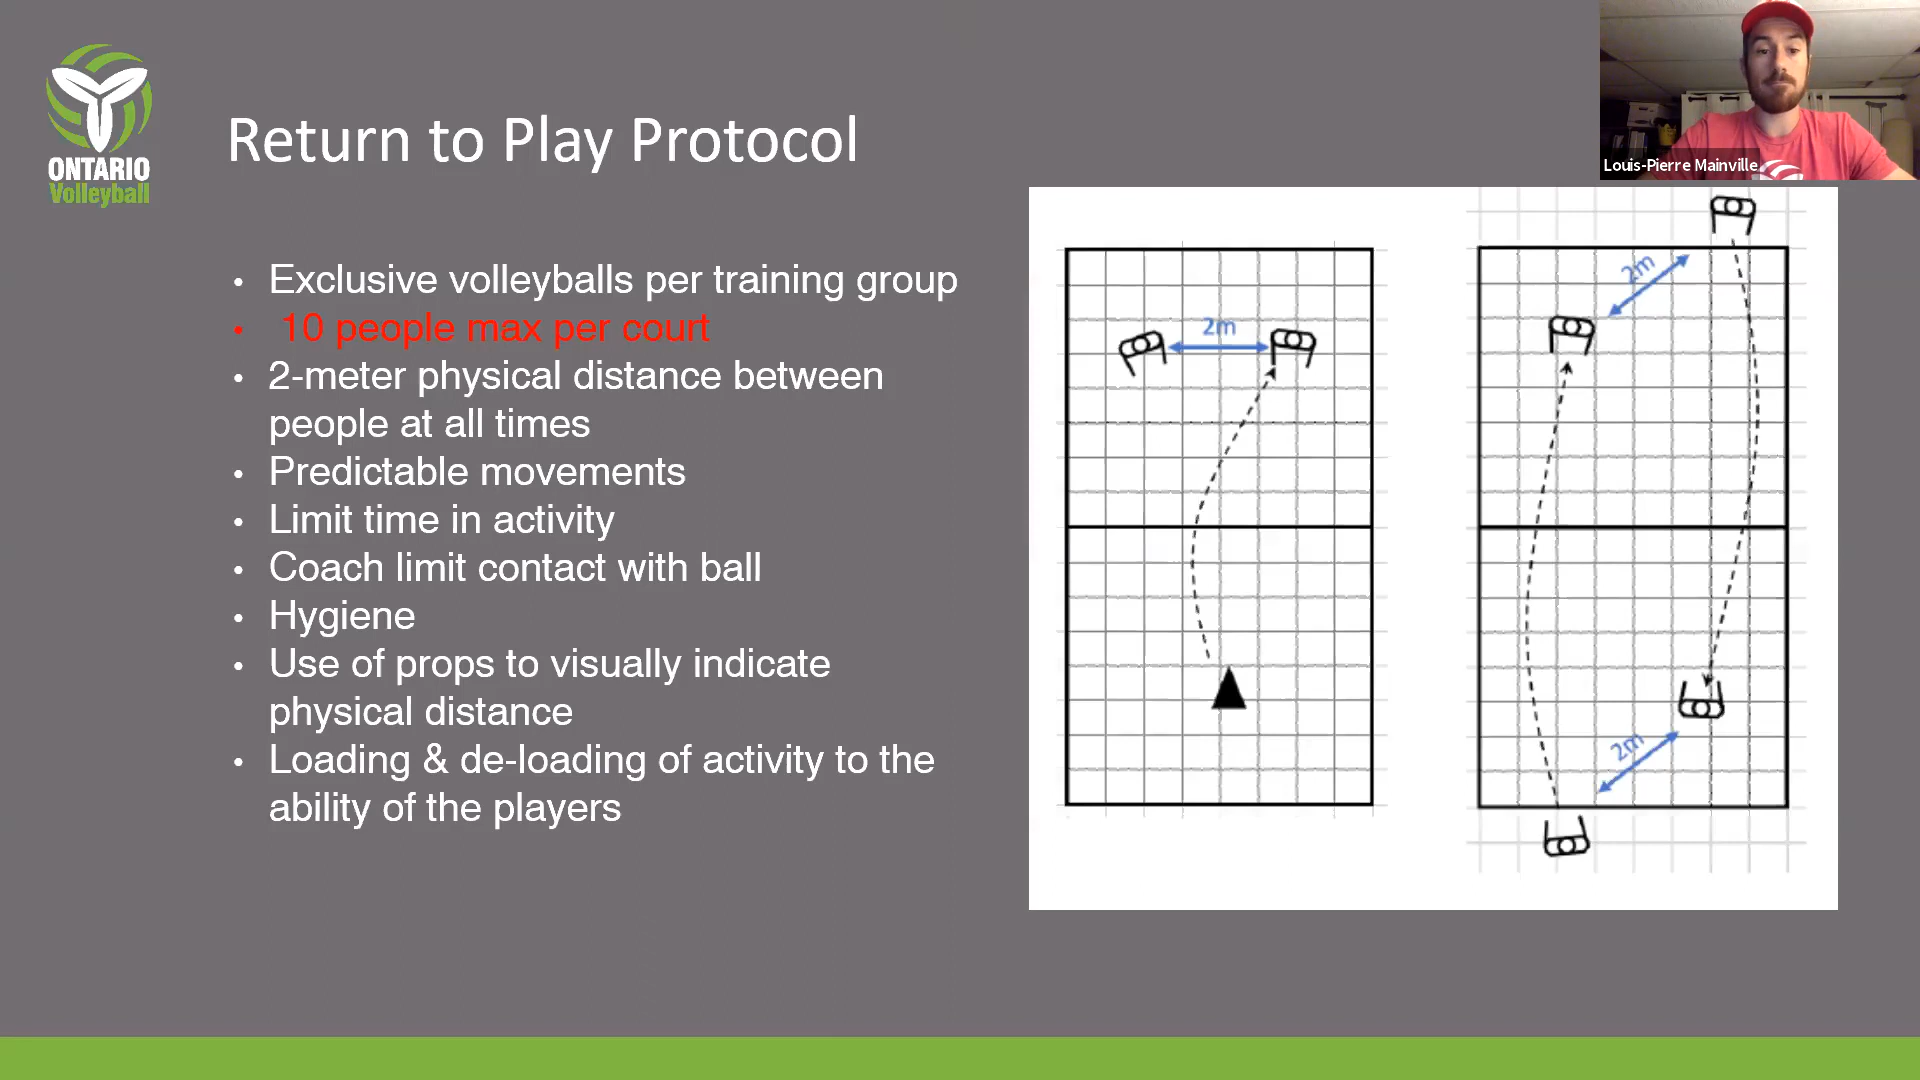 ONTARIO
Volleyball
Return to Play Protocol
Louis-Pierre Mainville
• Exclusive volleyballs per training group
• 10 people max per court
• 2-meter physical distance between
people at all times
• Predictable movements
• Limit time in activity
• Coach limit contact with ball
• Hygiene
• Use of props to visually indicate
physical distance
• Loading & de-loading of activity to the
ability of the players
2m
2m
2m